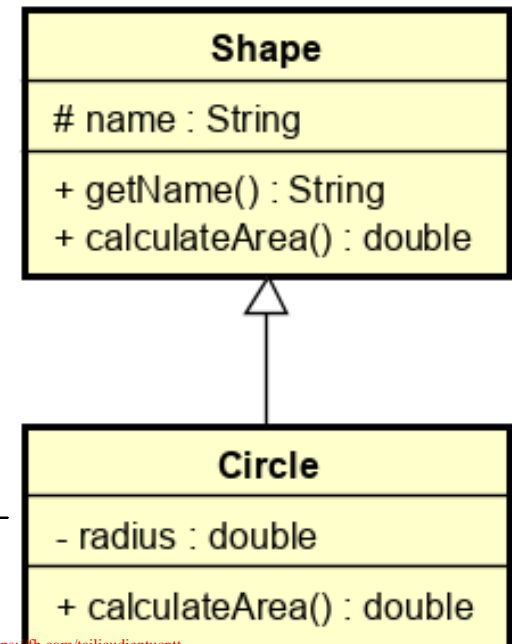 Shape
# name : String
+ getName() : String
+ calculateArea() : double
Circle
- radius : double
+ calculateArea() : double